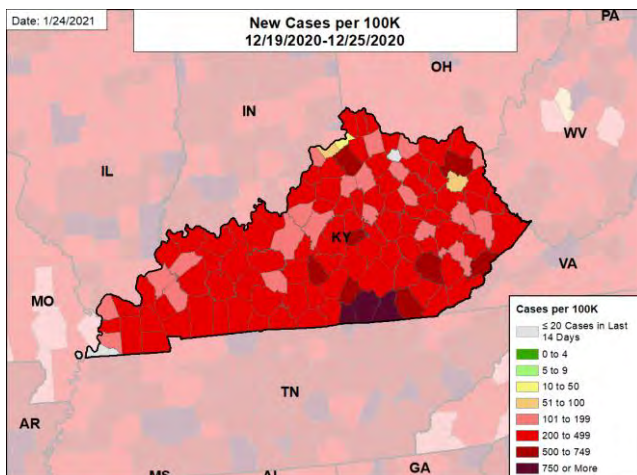 Date: 1/24/2021
New Cases per 100K
12/19/2020-12/25/2020
PA
OH
IN
WV
IL
KY
VA
MO
TN
AR
MS
AL
GA
Cases per 100K
≤ 20 Cases in Last
14 Days
0 to 4
5 to 9
10 to 50
51 to 100
101 to 199
200 to 499
500 to 749
750 or More